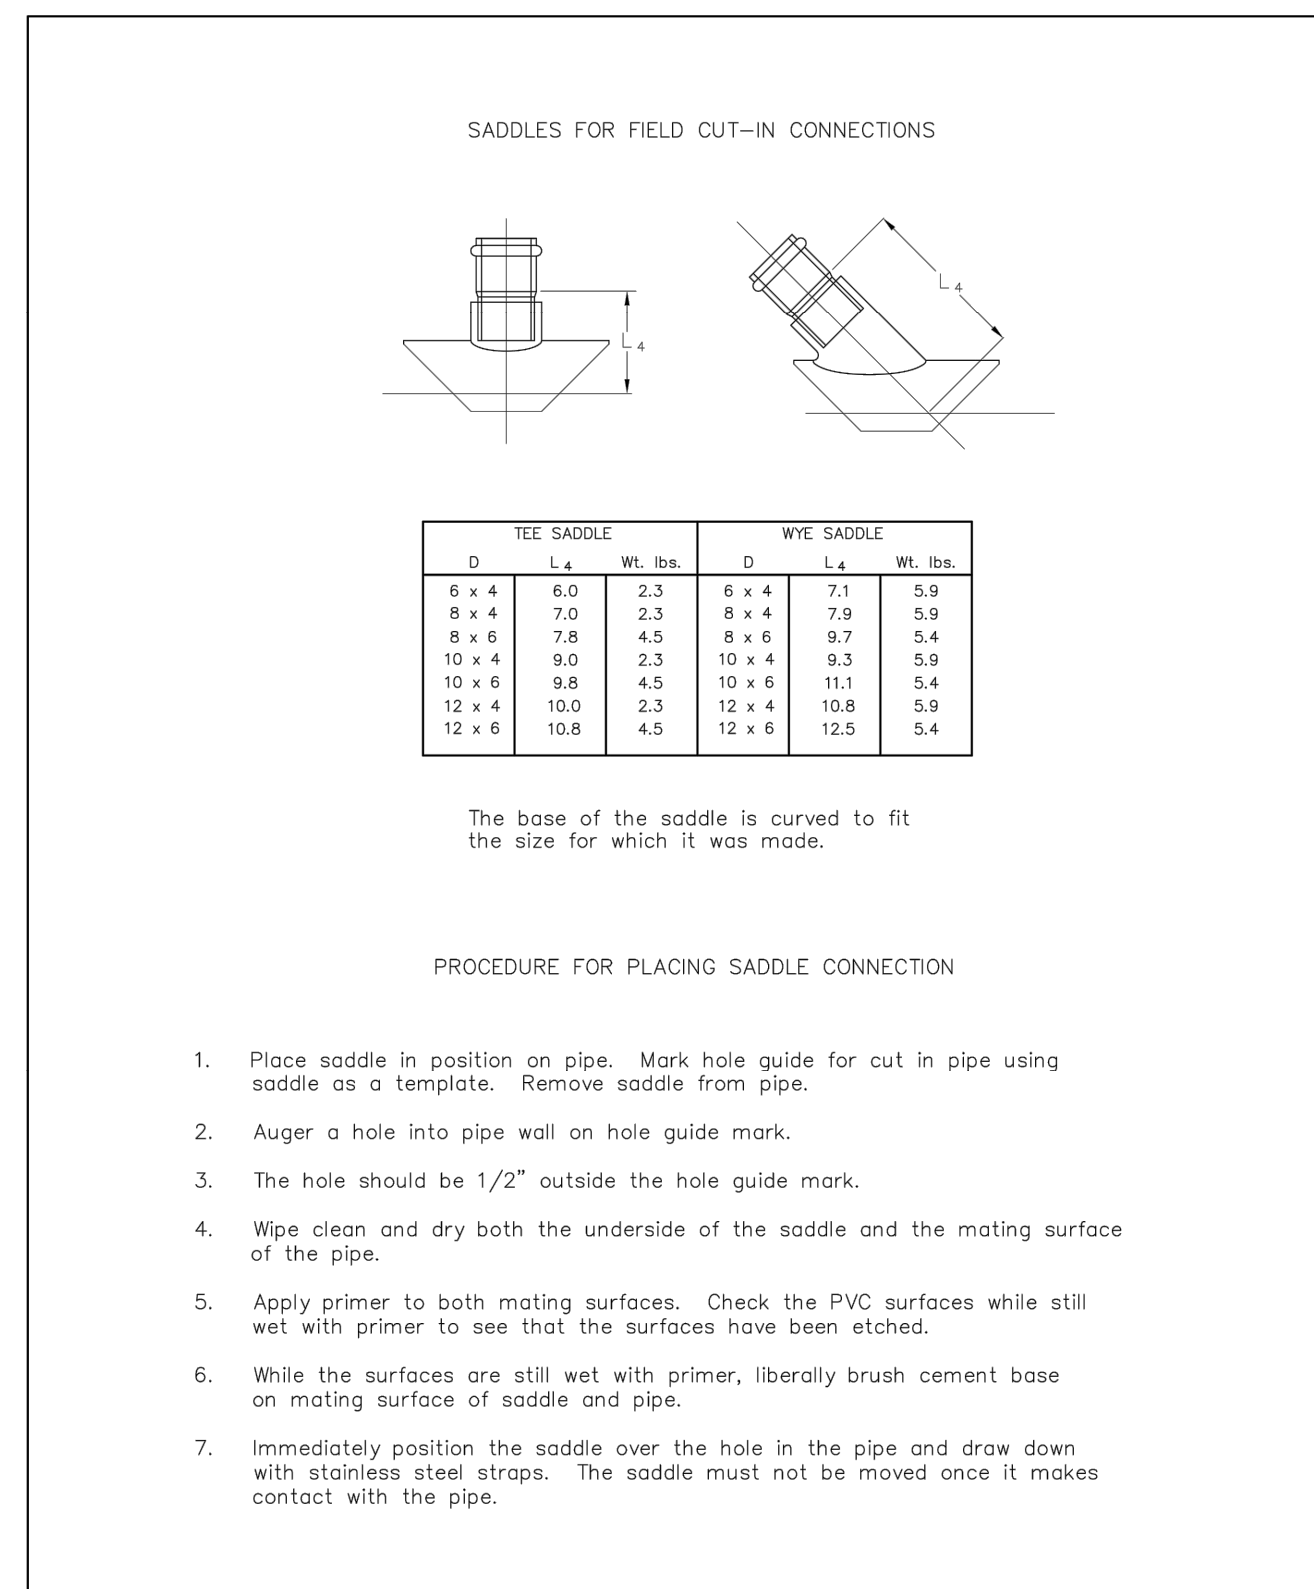 SADDLES FOR FIELD CUT-IN CONNECTIONS
L4
L4
TEE SADDLE WYE SADDLE
D L4 Wt. lbs. D L4 Wt. lbs.
6 x 4 6.0 2.3 6 x 4 7.1 5.9
8 x 4 7.0 2.3 8 x 4 7.9 5.9
8 x 6 7.8 4.5 8 x 6 9.7 5.4
10 x 4 9.0 2.3 10 x 4 9.3 5.9
10 x 6 9.8 4.5 10 x 6 11.1 5.4
12 x 4 10.0 2.3 12 x 4 10.8 5.9
12 x 6 10.8 4.5 12 x 6 12.5 5.4
The base of the saddle is curved to fit
the size for which it was made.
PROCEDURE FOR PLACING SADDLE CONNECTION
1. Place saddle in position on pipe. Mark hole guide for cut in pipe using
saddle as a template. Remove saddle from pipe.
2. Auger a hole into pipe wall on hole guide mark.
3. The hole should be 1/2" outside the hole guide mark.
4. Wipe clean and dry both the underside of the saddle and the mating surface
of the pipe.
5. Apply primer to both mating surfaces. Check the PVC surfaces while still
wet with primer to see that the surfaces have been etched.
6. While the surfaces are still wet with primer, liberally brush cement base
on mating surface of saddle and pipe.
7. Immediately position the saddle over the hole in the pipe and draw down
with stainless steel straps. The saddle must not be moved once it makes
contact with the pipe.